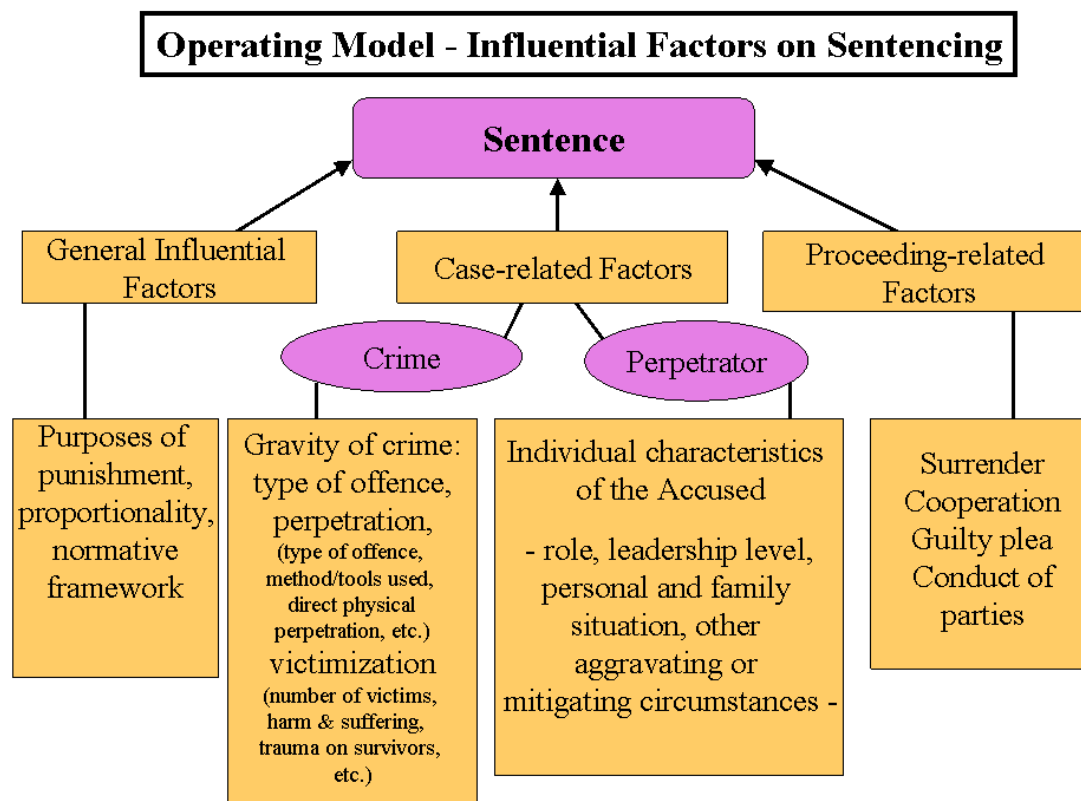 Operating Model - Influential Factors on Sentencing
Sentence
General Influential
Factors
Case-related Factors
Proceeding-related
Factors
Crime
Perpetrator
Purposes of
punishment,
proportionality,
normative
framework
Gravity of crime:
type of offence,
perpetration,
(type of offence,
method/tools used,
direct physical
perpetration, etc.)
victimization
(number of victims,
harm & suffering,
trauma on survivors,
etc.)
Individual characteristics
of the Accused
- role, leadership level,
personal and family
situation, other
aggravating or
mitigating circumstances -
Surrender
Cooperation
Guilty plea
Conduct of
parties